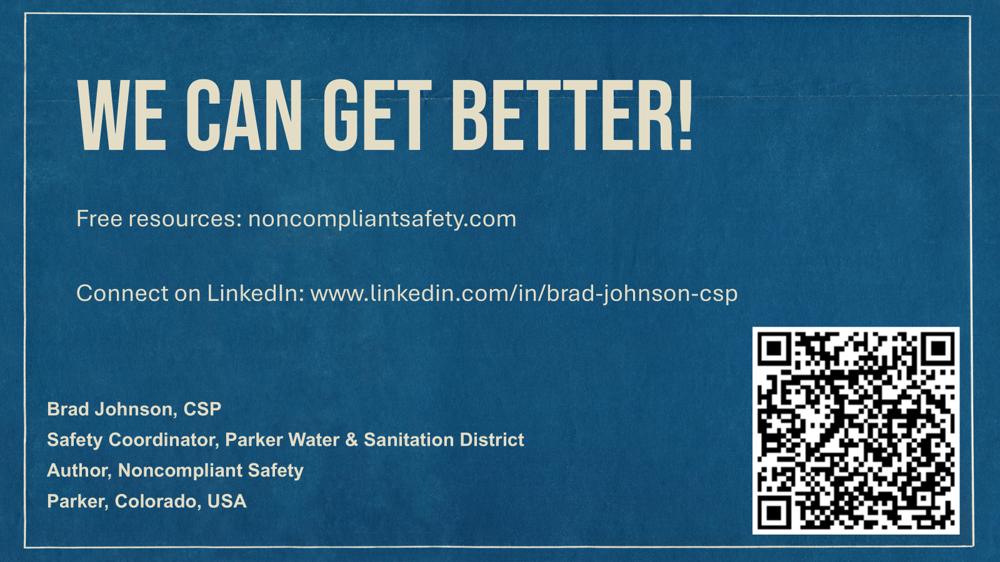 WE CAN GET BETTER!
Free resources: noncompliantsafety.com
Connect on LinkedIn: www.linkedin.com/in/brad-johnson-csp
Brad Johnson, CSP
Safety Coordinator, Parker Water & Sanitation District
Author, Noncompliant Safety
Parker, Colorado, USA